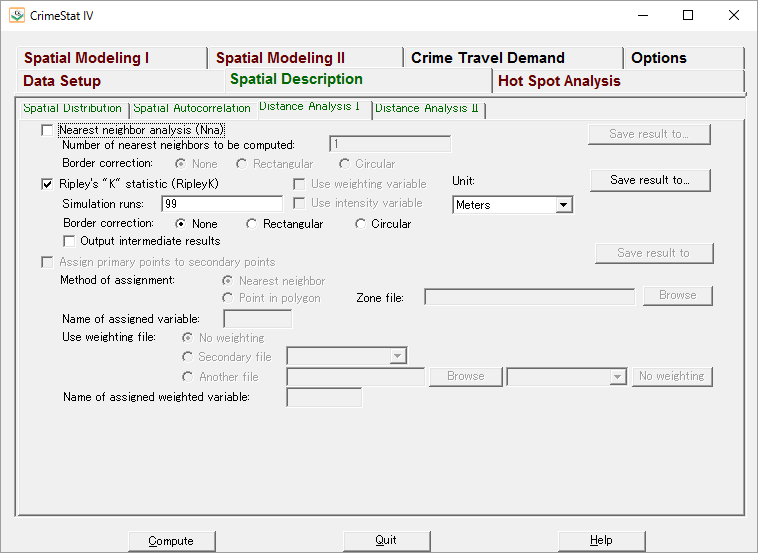 CrimeStat IV
Spatial Modeling I Spatial Modeling II Crime Travel Demand Options
Data Setup Spatial Description Hot Spot Analysis
Spatial Distribution Spatial Autocorrelation Distance Analysis I Distance Analysis II
Nearest neighbor analysis (Nna) Save result to...
Number of nearest neighbors to be computed: 1
Border correction: None Rectangular Circular
Ripley's "K" statistic (RipleyK) Use weighting variable Unit: Save result to...
Simulation runs: 99 Use intensity variable Meters
Border correction: None Rectangular Circular
Output intermediate results
Assign primary points to secondary points Save result to
Method of assignment: Nearest neighbor
Point in polygon Zone file: Browse
Name of assigned variable:
Use weighting file: No weighting
Secondary file
Another file Browse No weighting
Name of assigned weighted variable:
Compute Quit Help